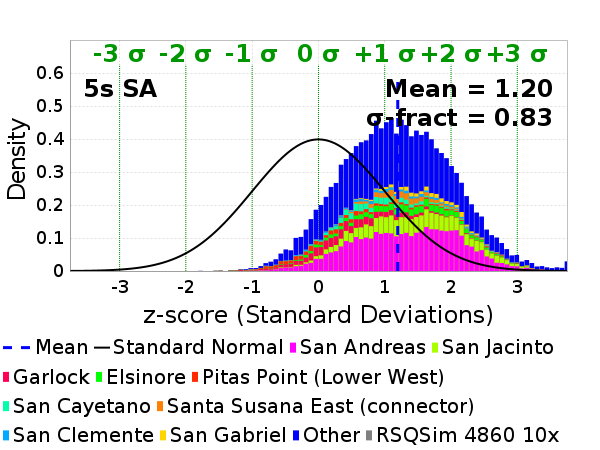 -3 σ -2 σ -1 σ 0 σ +1 σ +2 σ +3 σ
5s SA
Mean = 1.20
σ-fract = 0.83
Density
0.6
0.5
0.4
0.3
0.2
0.1
0
-3 -2 -1 0 1 2 3
z-score (Standard Deviations)
Mean Standard Normal San Andreas San Jacinto
Garlock Elsinore Pitas Point (Lower West)
San Cayetano Santa Susana East (connector)
San Clemente San Gabriel Other RSQSim 4860 10x